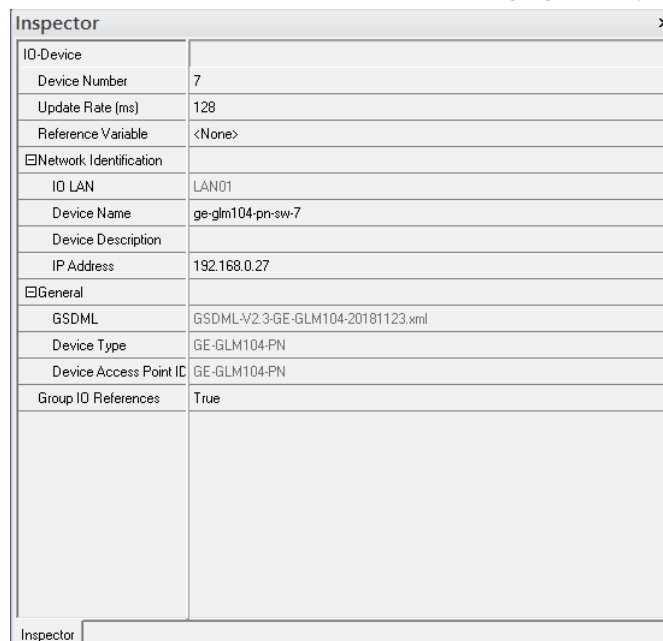 Inspector
IO-Device
Device Number 7
Update Rate (ms) 128
Reference Variable <None>
Network Identification
IO LAN LAN01
Device Name ge-glm104-pn-sw-7
Device Description
IP Address 192.168.0.27
General
GSDML GSDML-V2.3-GE-GLM104-20181123.xml
Device Type GE-GLM104-PN
Device Access Point ID GE-GLM104-PN
Group IO References True
Inspector